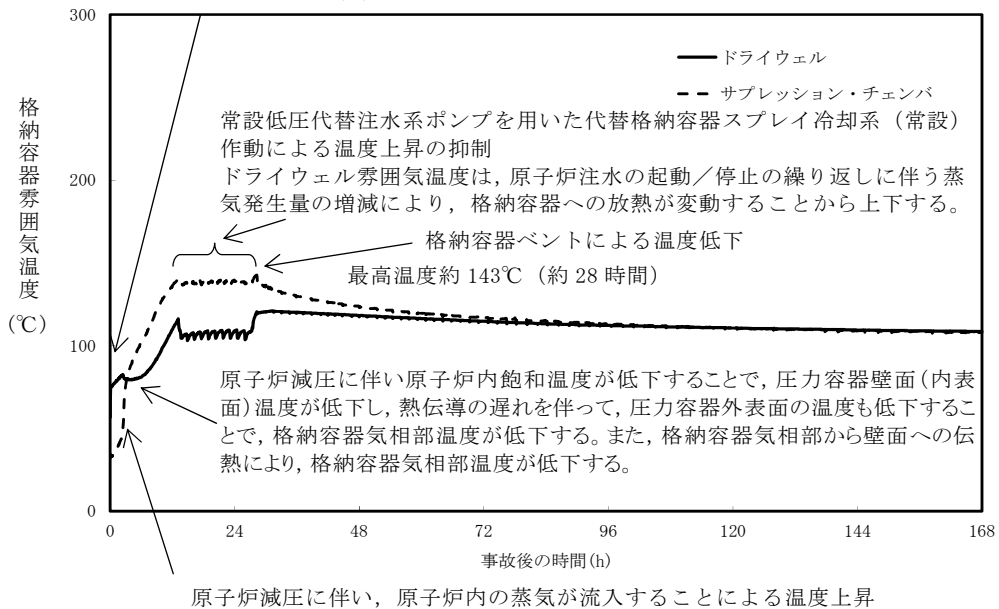 300
ドライウェル
サプレッション・チェンバ
常設低圧代替注水系ポンプを用いた代替格納容器スプレイ冷却系（常設）
作動による温度上昇の抑制
ドライウェル雰囲気温度は，原子炉注水の起動／停止の繰り返しに伴う蒸
気発生量の増減により，格納容器への放熱が変動することから上下する。
200
格納容器雰囲気温度
(℃)
格納容器ベントによる温度低下
最高温度約 143℃（約 28 時間）
100
原子炉減圧に伴い原子炉内飽和温度が低下することで，圧力容器壁面（内表
面）温度が低下し，熱伝導の遅れを伴って，圧力容器外表面の温度も低下するこ
とで，格納容器気相部温度が低下する。また，格納容器気相部から壁面への伝
熱により，格納容器気相部温度が低下する。
0
0 24 48 72 96 120 144 168
事故後の時間(h)
原子炉減圧に伴い，原子炉内の蒸気が流入することによる温度上昇